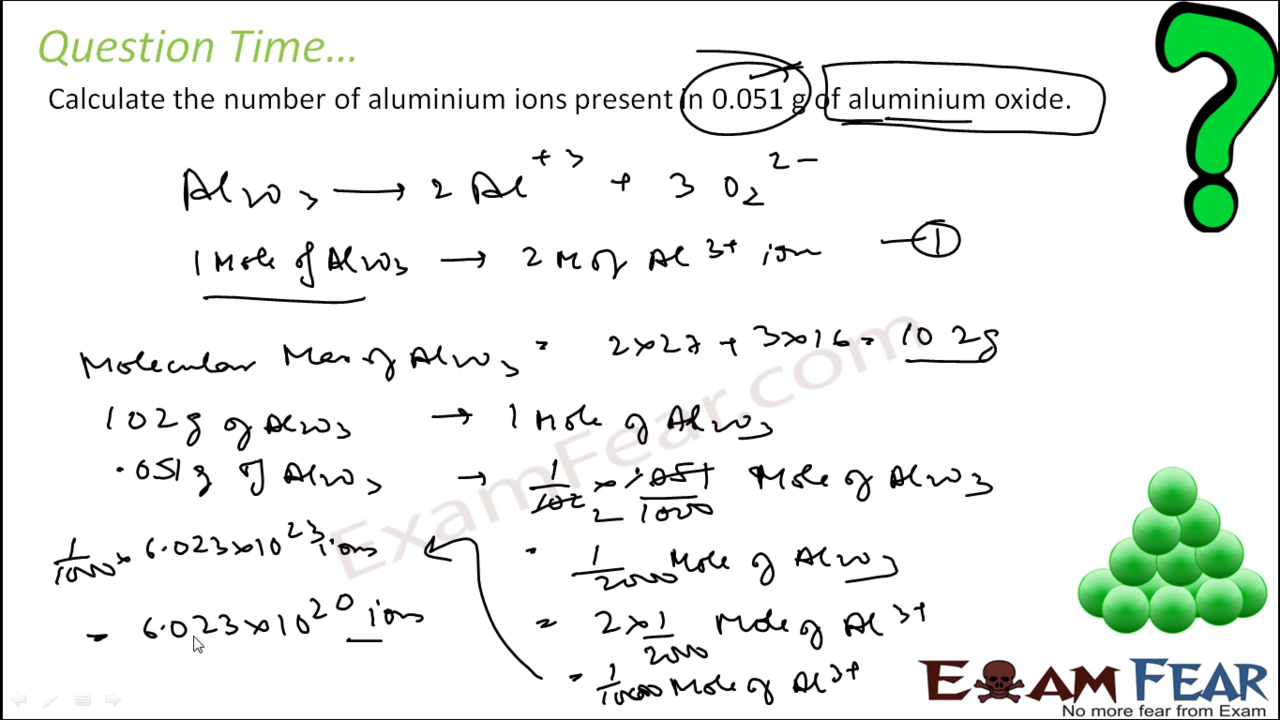 Question Time...
Calculate the number of aluminium ions present in 0.051 g of aluminium oxide.
Al2O3 → 2 Al+3 + 3 O2 2-
1 Mole of Al2O3 → 2 M of Al3+ ion — 1
Molecular Mass of Al2O3 = 2×27 + 3×16 = 102g
102g of Al2O3 → 1 Mole of Al2O3
.051g of Al2O3 → 1/102 × .051/1000 Mole of Al2O3
2
= 1/2000 Mole of Al2O3
1/1000 × 6.023×10^23 ions
= 2×1/2000 Mole of Al3+
= 6.023×10^20 ions
= 1/1000 Mole of Al3+
ExamFear.com
EXAM FEAR
No more fear from Exam
?